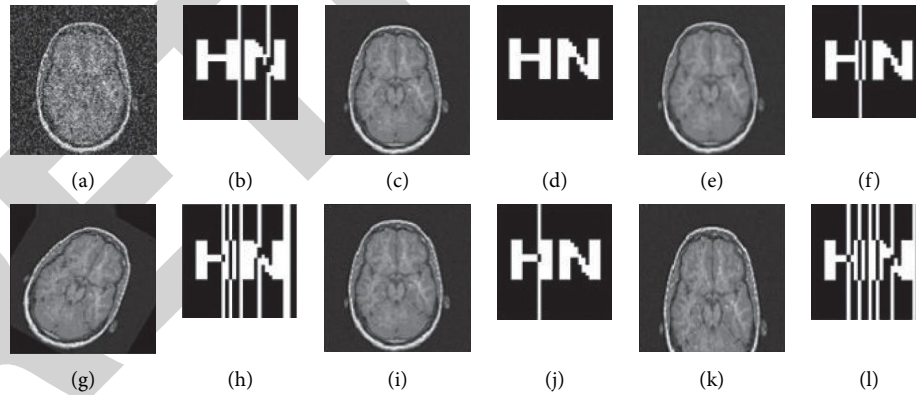 HN HN HN
(a) (b) (c) (d) (e) (f)
HN HN HN
(g) (h) (i) (j) (k) (l)